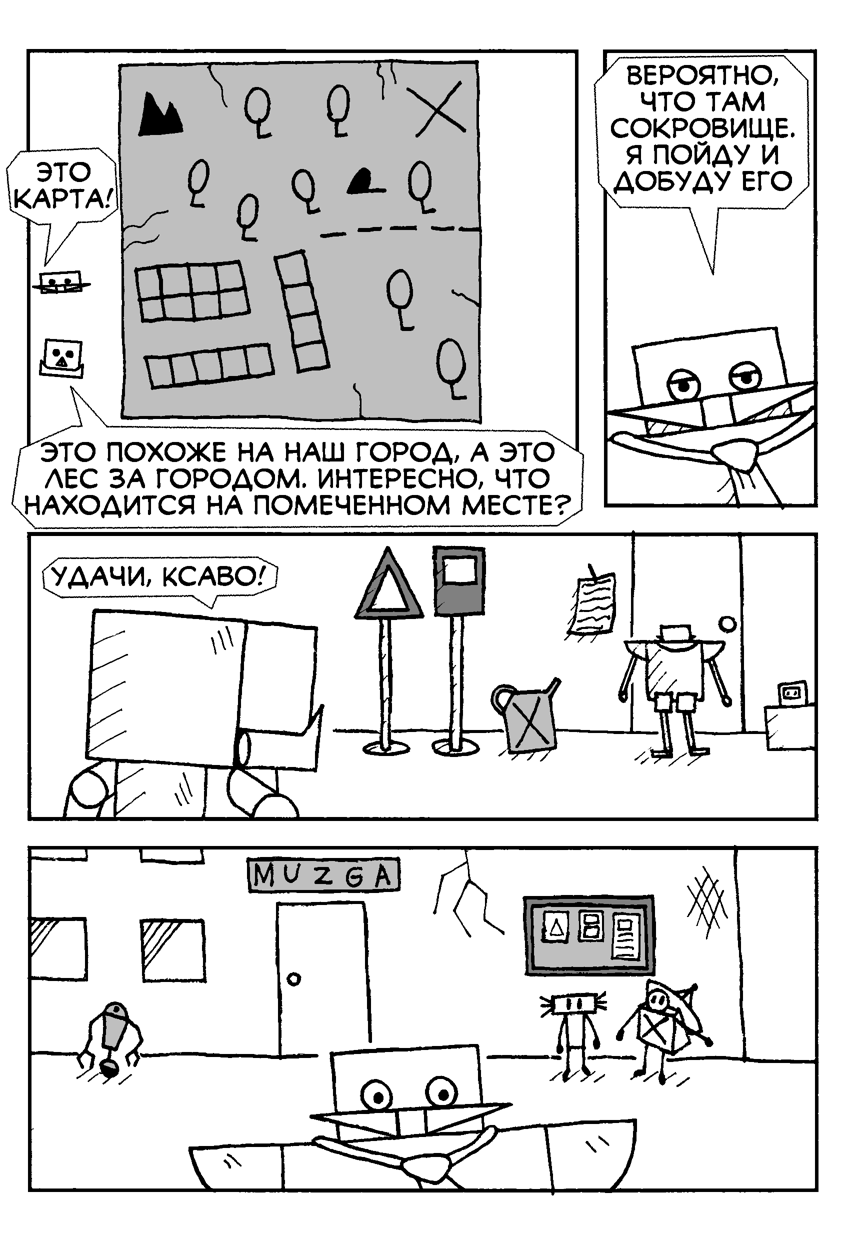 ЭТО
КАРТА!
ЭТО ПОХОЖЕ НА НАШ ГОРОД, А ЭТО
ЛЕС ЗА ГОРОДОМ. ИНТЕРЕСНО, ЧТО
НАХОДИТСЯ НА ПОМЕЧЕННОМ МЕСТЕ?
ВЕРОЯТНО,
ЧТО ТАМ
СОКРОВИЩЕ.
Я ПОЙДУ И
ДОБУДУ ЕГО
УДАЧИ, КСАВО!
MUZGA